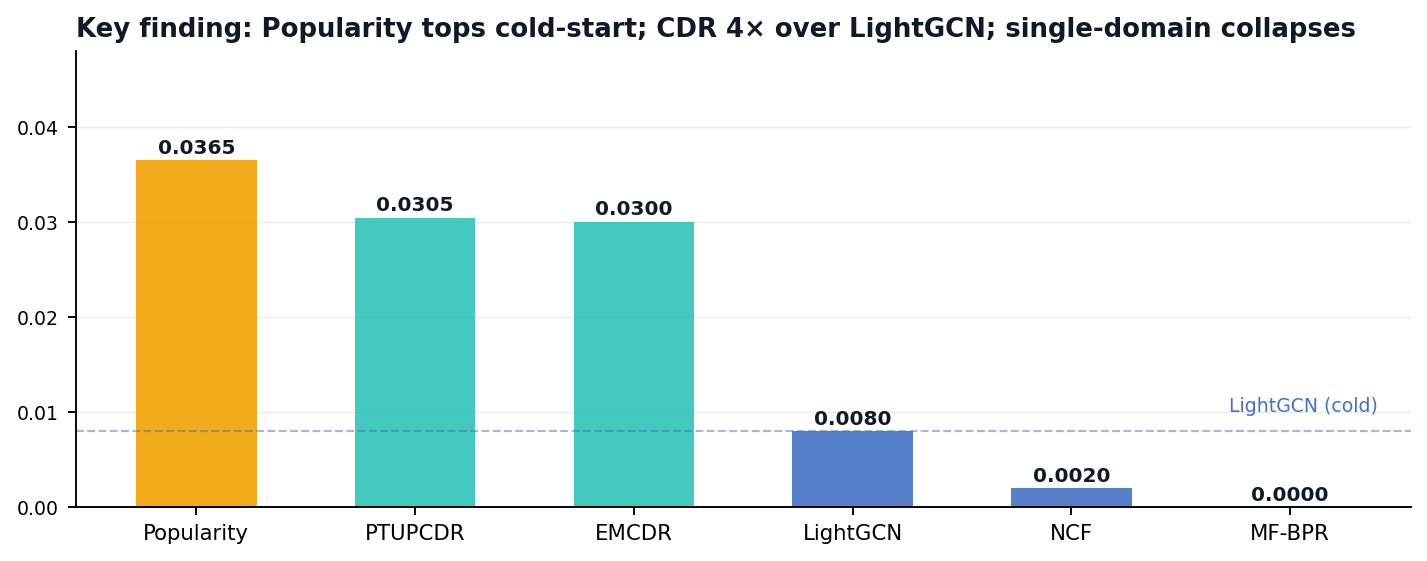 Key finding: Popularity tops cold-start; CDR 4× over LightGCN; single-domain collapses
0.04
0.03
0.02
0.01
0.00
0.0365
0.0305
0.0300
0.0080
0.0020
0.0000
LightGCN (cold)
Popularity
PTUPCDR
EMCDR
LightGCN
NCF
MF-BPR